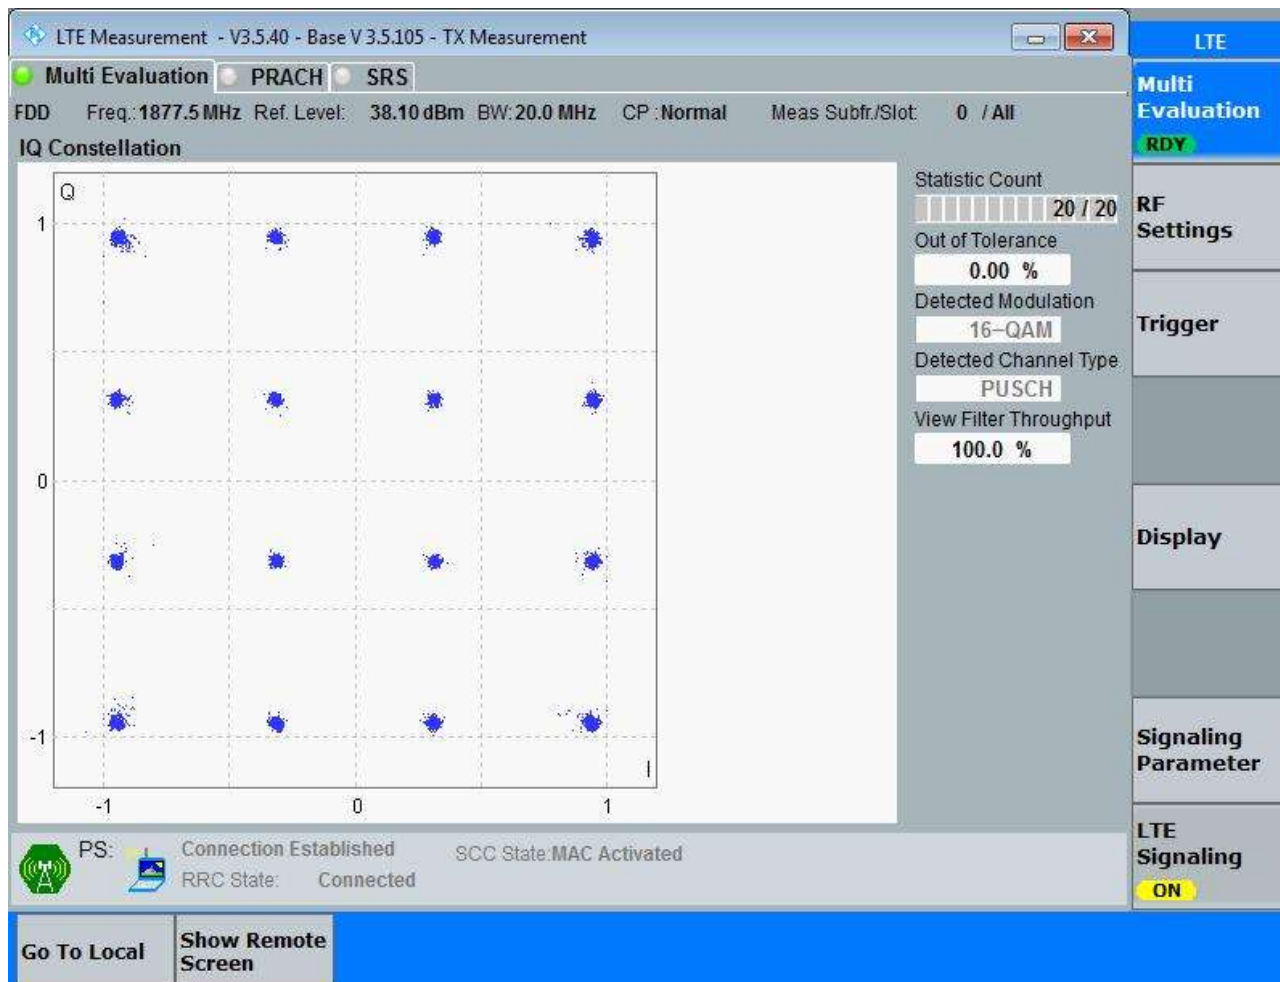 LTE Measurement - V3.5.40 - Base V 3.5.105 - TX Measurement
LTE
Multi Evaluation PRACH SRS
FDD Freq.: 1877.5 MHz Ref. Level: 38.10 dBm BW: 20.0 MHz CP : Normal Meas Subfr./Slot: 0 / All
IQ Constellation
Q
1
0
-1
I
-1 0 1
Statistic Count
20 / 20
Out of Tolerance
0.00 %
Detected Modulation
16-QAM
Detected Channel Type
PUSCH
View Filter Throughput
100.0 %
Multi
Evaluation
RDY
RF
Settings
Trigger
Display
Signaling
Parameter
LTE
Signaling
ON
PS: Connection Established SCC State: MAC Activated
RRC State: Connected
Go To Local
Show Remote
Screen